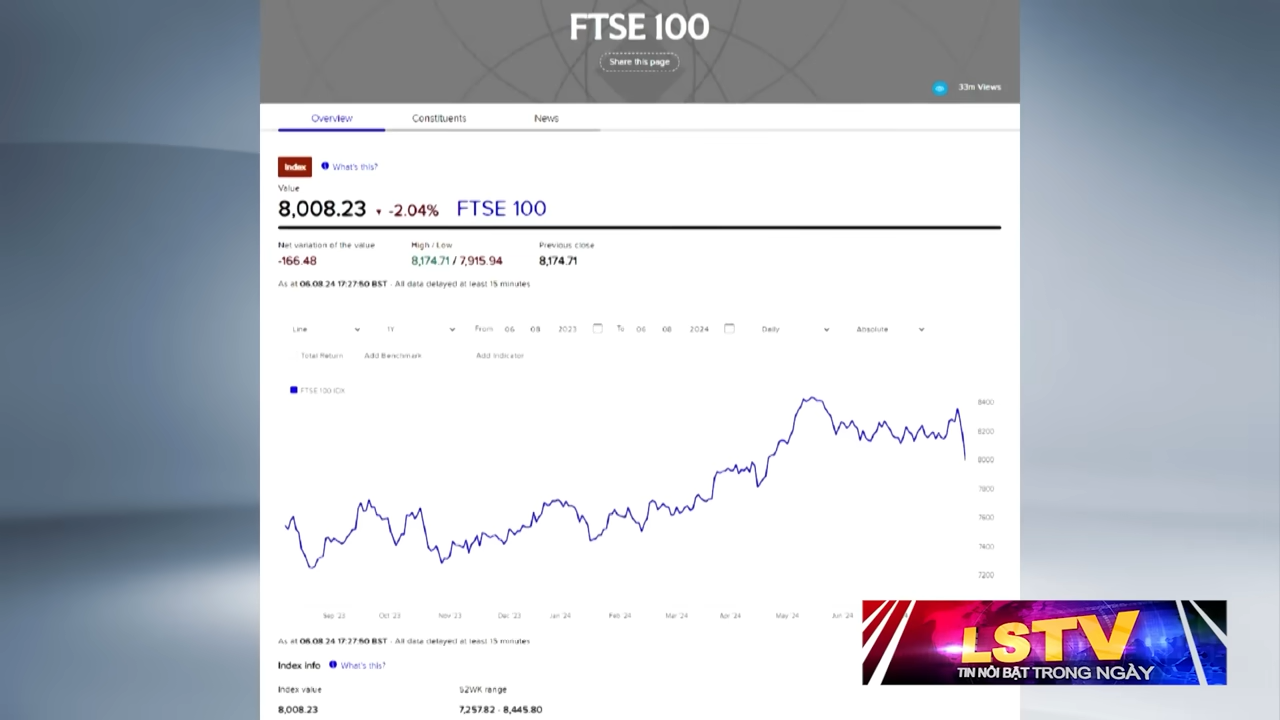 FTSE 100
Share this page
33m Views
Overview Constituents News
Index What's this?
Value
8,008.23 -2.04% FTSE 100
Net variation of the value High / Low Previous close
-166.48 8,174.71 / 7,915.94 8,174.71
As at 06.08.24 17:27:50 BST - All data delayed at least 15 minutes
Line 1Y From 06 08 2023 To 06 08 2024 Daily Absolute
Total Return Add Benchmark Add Indicator
FTSE 100 IDX
8400
8200
8000
7800
7600
7400
7200
Sep '23 Oct '23 Nov '23 Dec '23 Jan '24 Feb '24 Mar '24 Apr '24 May '24 Jun '24
LSTV
TIN NỔI BẬT TRONG NGÀY
As at 06.08.24 17:27:50 BST - All data delayed at least 15 minutes
Index info What's this?
Index value 52WK range
8,008.23 7,257.82 - 8,445.80